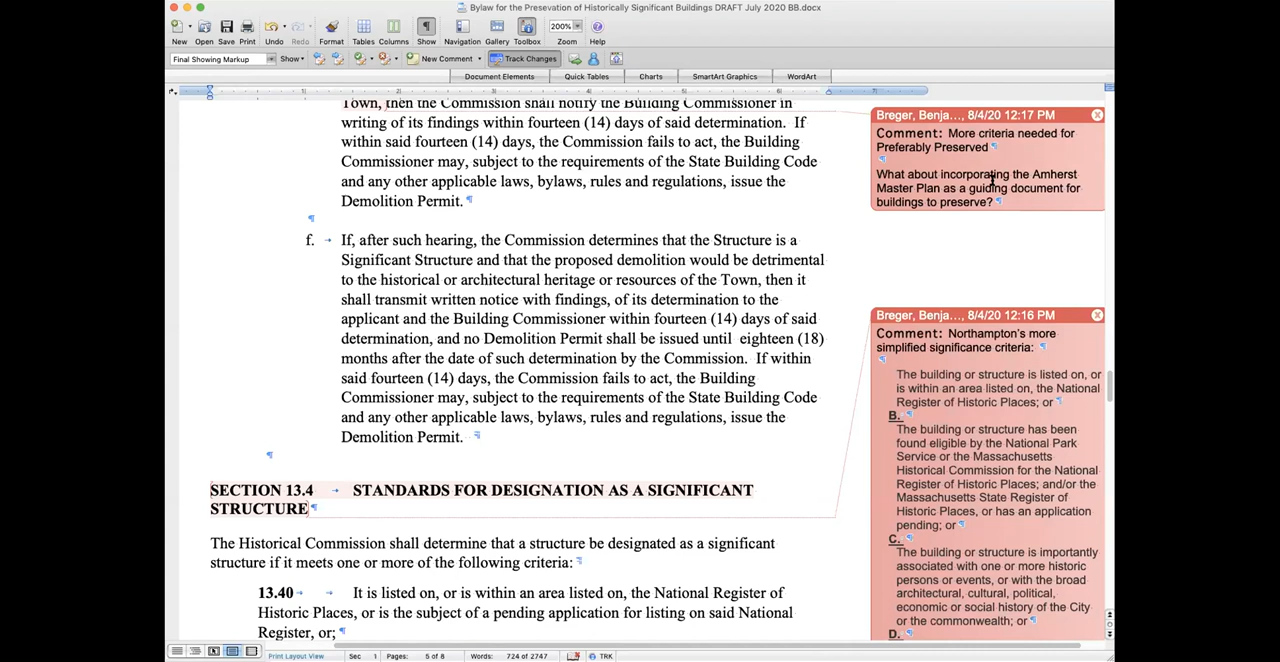 Bylaw for the Presevation of Historically Significant Buildings DRAFT July 2020 BB.docx
New Open Save Print Undo Redo Format Tables Columns Show Navigation Gallery Toolbox Zoom Help
200%
Final Showing Markup Show New Comment Track Changes
Document Elements Quick Tables Charts SmartArt Graphics WordArt
Town, then the Commission shall notify the Building Commissioner in
writing of its findings within fourteen (14) days of said determination. If
within said fourteen (14) days, the Commission fails to act, the Building
Commissioner may, subject to the requirements of the State Building Code
and any other applicable laws, bylaws, rules and regulations, issue the
Demolition Permit.
f. If, after such hearing, the Commission determines that the Structure is a
Significant Structure and that the proposed demolition would be detrimental
to the historical or architectural heritage or resources of the Town, then it
shall transmit written notice with findings, of its determination to the
applicant and the Building Commissioner within fourteen (14) days of said
determination, and no Demolition Permit shall be issued until eighteen (18)
months after the date of such determination by the Commission. If within
said fourteen (14) days, the Commission fails to act, the Building
Commissioner may, subject to the requirements of the State Building Code
and any other applicable laws, bylaws, rules and regulations, issue the
Demolition Permit.
SECTION 13.4 STANDARDS FOR DESIGNATION AS A SIGNIFICANT
STRUCTURE
The Historical Commission shall determine that a structure be designated as a significant
structure if it meets one or more of the following criteria:
13.40 It is listed on, or is within an area listed on, the National Register of
Historic Places, or is the subject of a pending application for listing on said National
Register, or;
Breger, Benja..., 8/4/20 12:17 PM
Comment: More criteria needed for
Preferably Preserved
What about incorporating the Amherst
Master Plan as a guiding document for
buildings to preserve?
Breger, Benja..., 8/4/20 12:16 PM
Comment: Northampton's more
simplified significance criteria:
The building or structure is listed on, or
is within an area listed on, the National
Register of Historic Places; or
B.
The building or structure has been
found eligible by the National Park
Service or the Massachusetts
Historical Commission for the National
Register of Historic Places; and/or the
Massachusetts State Register of
Historic Places, or has an application
pending; or
C.
The building or structure is importantly
associated with one or more historic
persons or events, or with the broad
architectural, cultural, political,
economic or social history of the City
or the commonwealth; or
D.
Print Layout View Sec 1 Pages: 5 of 8 Words: 724 of 2747 TRK